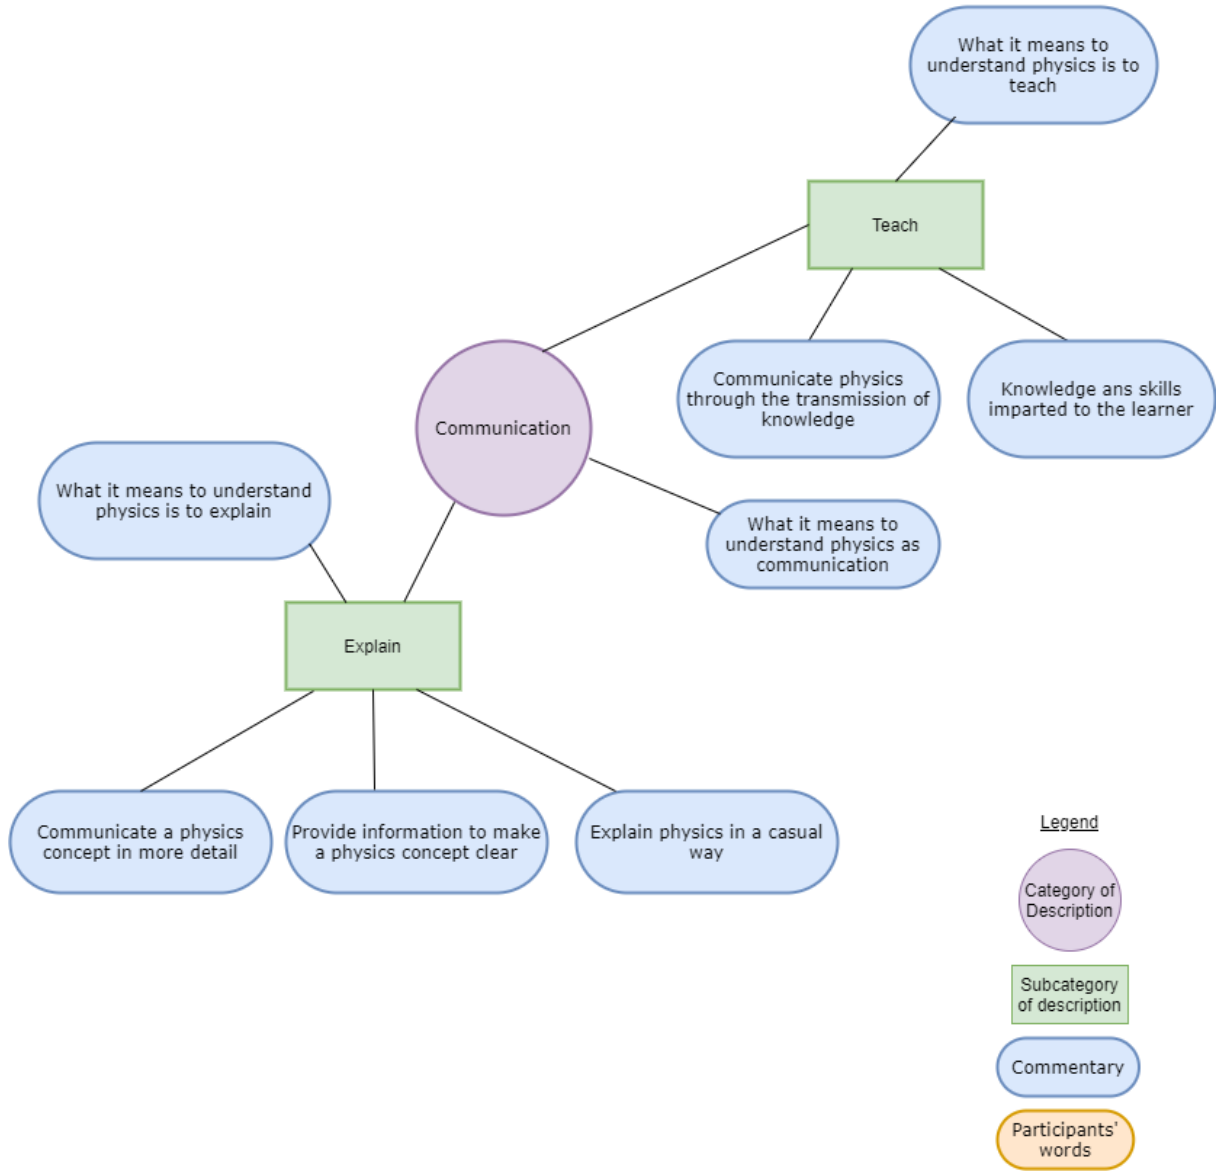 What it means to
understand physics is to
teach
Teach
Communicate physics
through the transmission of
knowledge
Knowledge ans skills
imparted to the learner
Communication
What it means to understand
physics is to explain
What it means to
understand physics as
communication
Explain
Communicate a physics
concept in more detail
Provide information to make
a physics concept clear
Explain physics in a casual
way
Legend
Category of
Description
Subcategory
of description
Commentary
Participants'
words